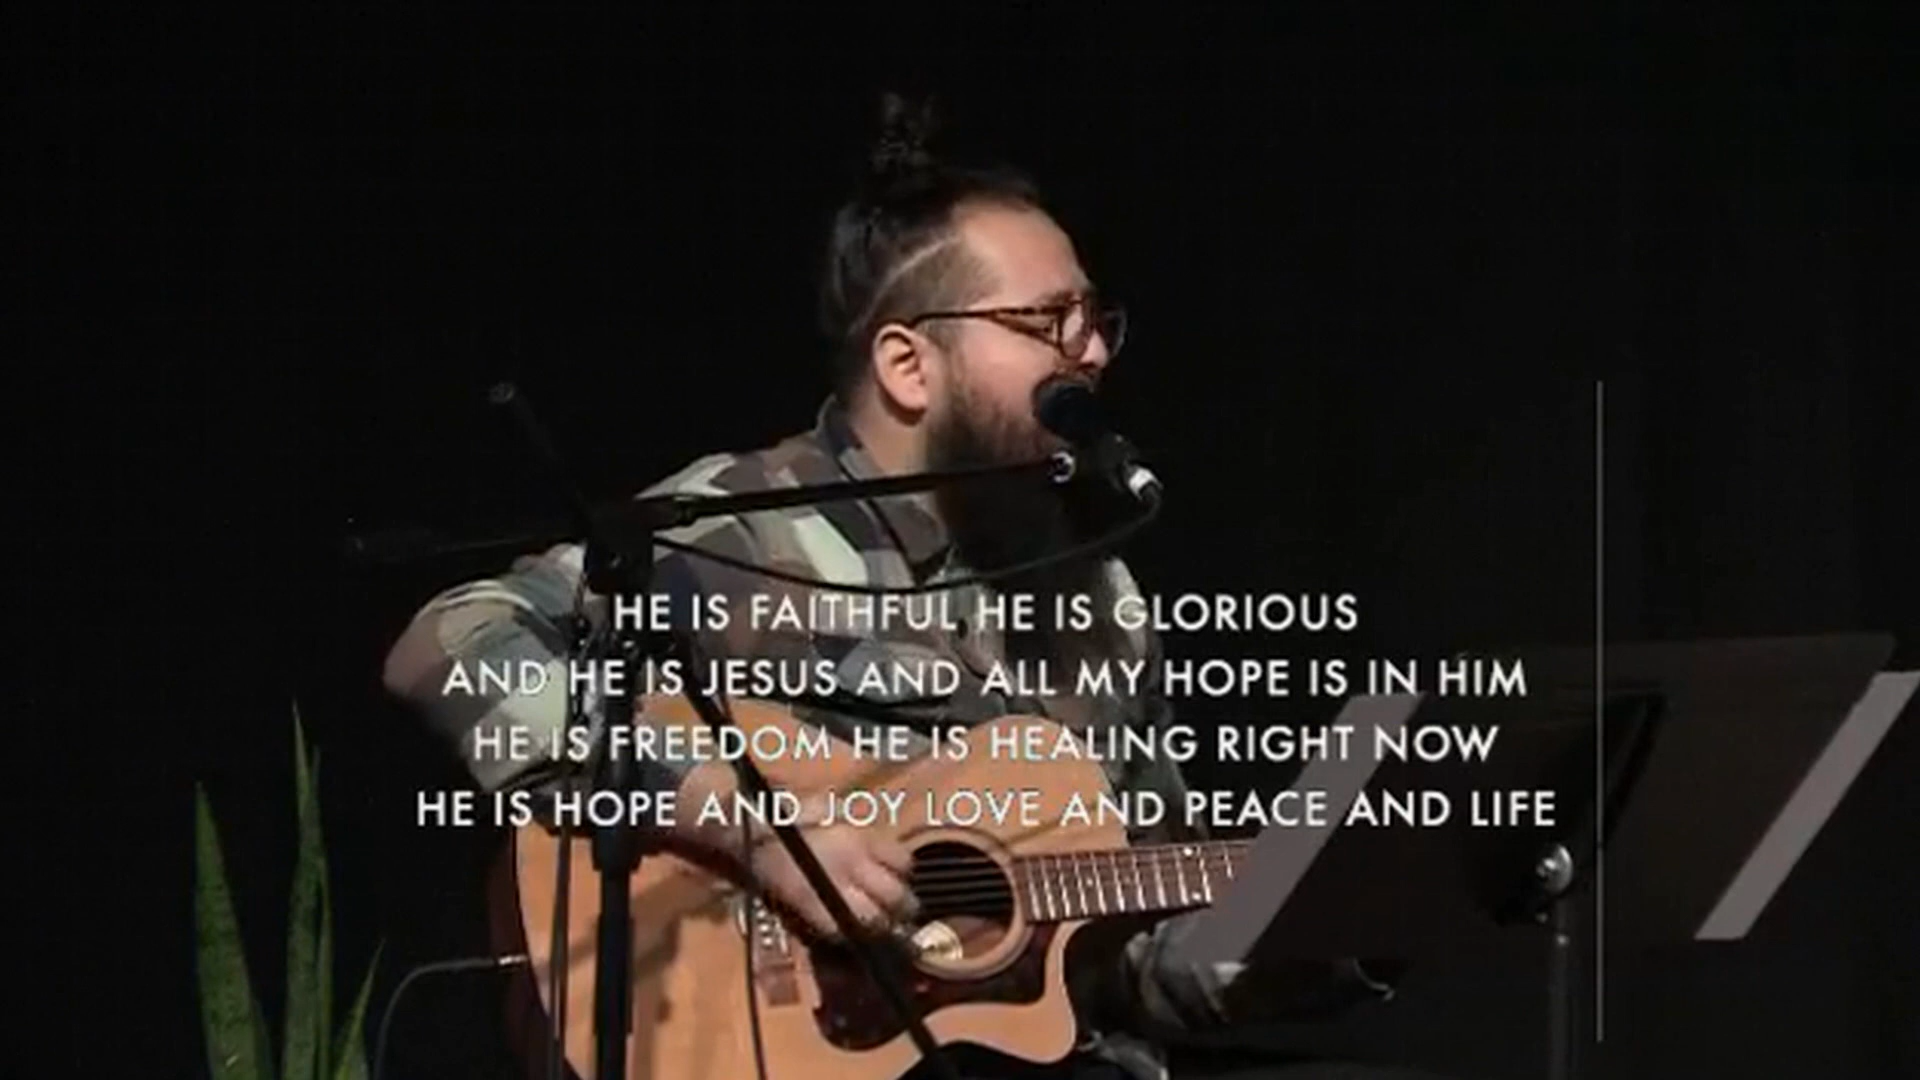 HE IS FAITHFUL HE IS GLORIOUS
AND HE IS JESUS AND ALL MY HOPE IS IN HIM
HE IS FREEDOM HE IS HEALING RIGHT NOW
HE IS HOPE AND JOY LOVE AND PEACE AND LIFE